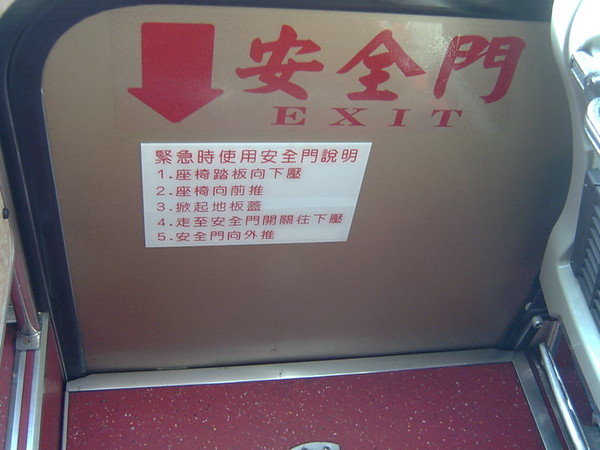 安全門
EXIT
緊急時使用安全門說明
1.座椅踏板向下壓
2.座椅向前推
3.掀起地板蓋
4.走至安全門開關往下壓
5.安全門向外推